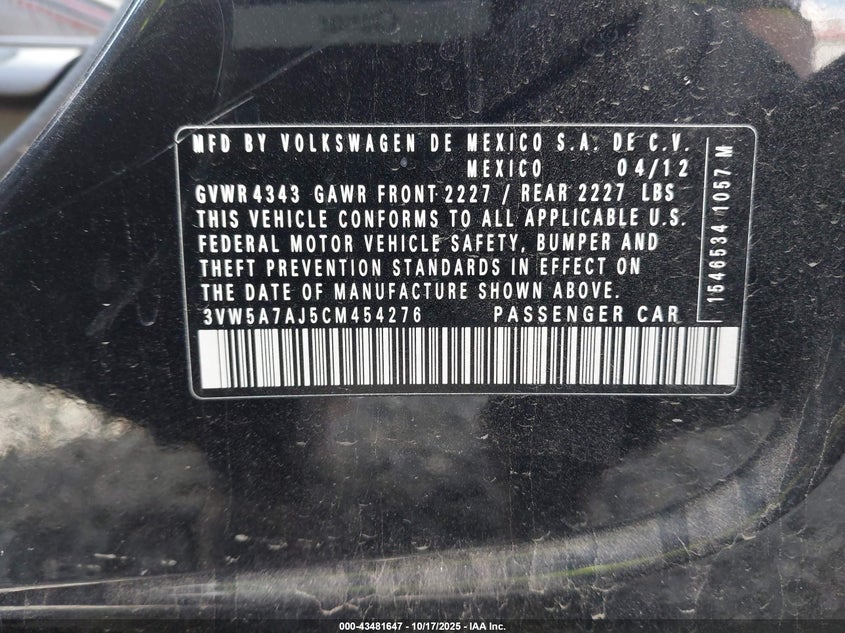 MFD BY VOLKSWAGEN DE MEXICO S.A. DE C.V.
MEXICO 04/12
GVWR 4343 GAWR FRONT 2227 / REAR 2227 LBS
THIS VEHICLE CONFORMS TO ALL APPLICABLE U.S.
FEDERAL MOTOR VEHICLE SAFETY, BUMPER AND
THEFT PREVENTION STANDARDS IN EFFECT ON
THE DATE OF MANUFACTURE SHOWN ABOVE.
3VW5A7AJ5CM454276 PASSENGER CAR
1546534 1057 M
000-43481647 | 10/17/2025 - IAA Inc.